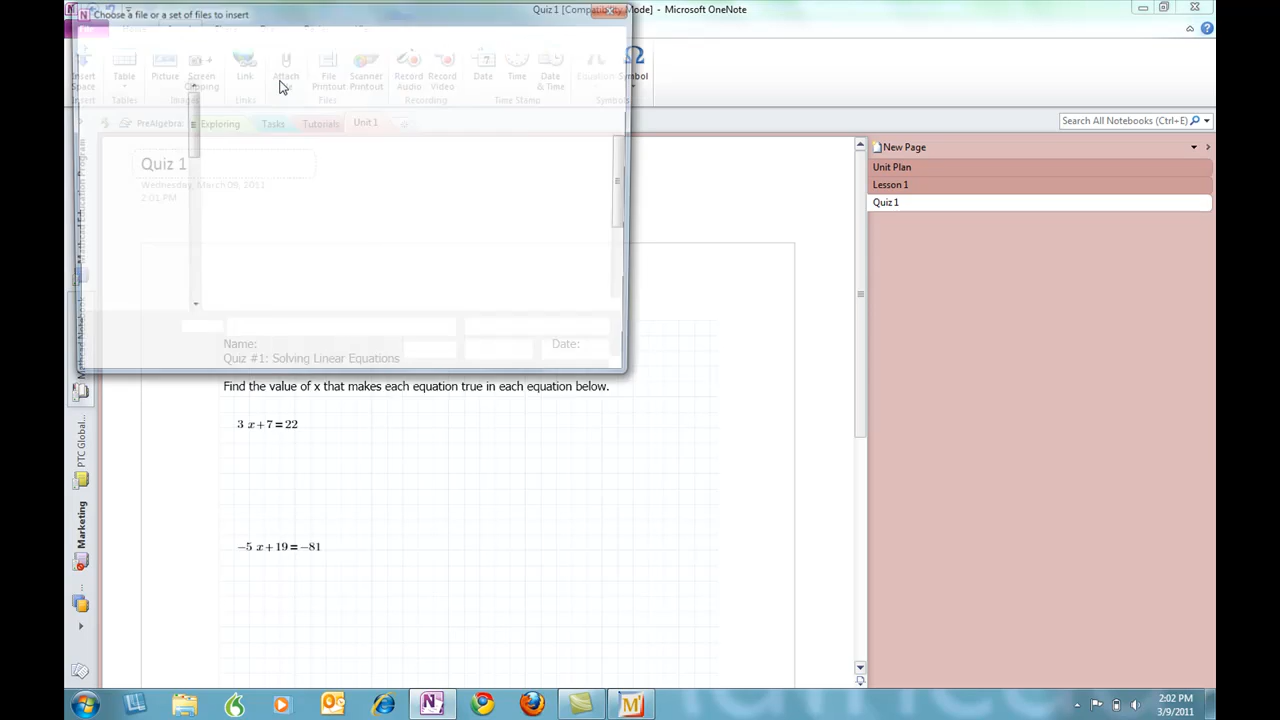 Choose a file or a set of files to insert
Quiz 1 [Compatibility Mode] - Microsoft OneNote
Insert Space
Table
Picture
Screen Clipping
Link
Attach
File Printout
Scanner Printout
Record Audio
Record Video
Date
Time
Date & Time
Equation
Symbol
Insert
Tables
Images
Links
Files
Recording
Time Stamp
Symbols
PreAlgebra
Exploring
Tasks
Tutorials
Unit 1
Search All Notebooks (Ctrl+E)
New Page
Unit Plan
Lesson 1
Quiz 1
Mathcad Education Program
Mathcad Notebook
PTC Global...
Marketing
Quiz 1
Wednesday, March 09, 2011
2:01 PM
Name: Date:
Quiz #1: Solving Linear Equations
Find the value of x that makes each equation true in each equation below.
3 x+7=22
−5 x+19=−81
2:02 PM
3/9/2011